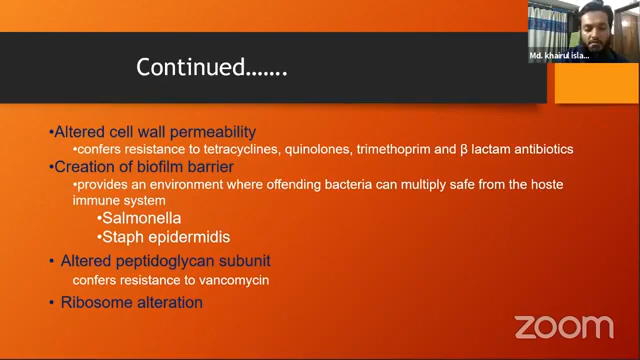 Md. khairul isla...
Continued…….
•Altered cell wall permeability
•confers resistance to tetracyclines, quinolones, trimethoprim and β lactam antibiotics
•Creation of biofilm barrier
•provides an environment where offending bacteria can multiply safe from the hoste
immune system
•Salmonella
•Staph epidermidis
• Altered peptidoglycan subunit
confers resistance to vancomycin
• Ribosome alteration
zoom